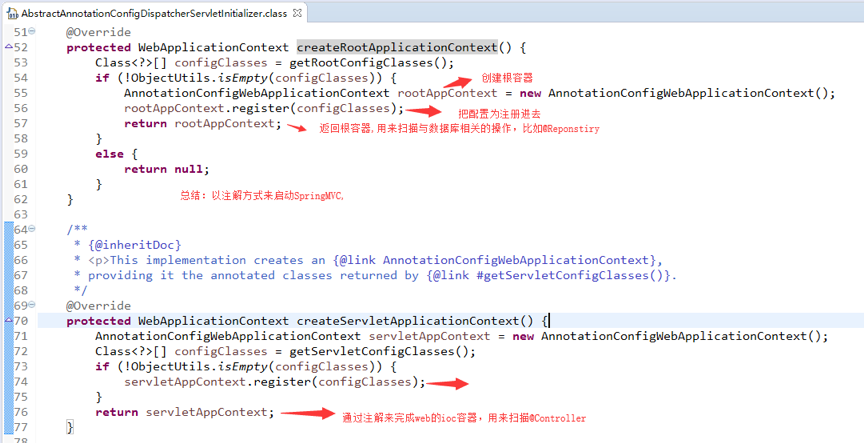 AbstractAnnotationConfigDispatcherServletInitializer.class
51 @Override
52 protected WebApplicationContext createRootApplicationContext() {
53 Class<?>[] configClasses = getRootConfigClasses();
54 if (!ObjectUtils.isEmpty(configClasses)) { 创建根容器
55 AnnotationConfigWebApplicationContext rootAppContext = new AnnotationConfigWebApplicationContext();
56 rootAppContext.register(configClasses); 把配置为注册进去
57 return rootAppContext; 返回根容器,用来扫描与数据库相关的操作，比如@Reponstiry
58 }
59 else {
60 return null;
61 }
62 } 总结：以注解方式未启动SpringMVC,
63
64 /**
65 * {@inheritDoc}
66 * <p>This implementation creates an {@link AnnotationConfigWebApplicationContext},
67 * providing it the annotated classes returned by {@link #getServletConfigClasses()}.
68 */
69 @Override
70 protected WebApplicationContext createServletApplicationContext() {
71 AnnotationConfigWebApplicationContext servletAppContext = new AnnotationConfigWebApplicationContext();
72 Class<?>[] configClasses = getServletConfigClasses();
73 if (!ObjectUtils.isEmpty(configClasses)) {
74 servletAppContext.register(configClasses);
75 }
76 return servletAppContext; 通过注解来完成web的ioc容器，用来扫描@Controller
77 }
78